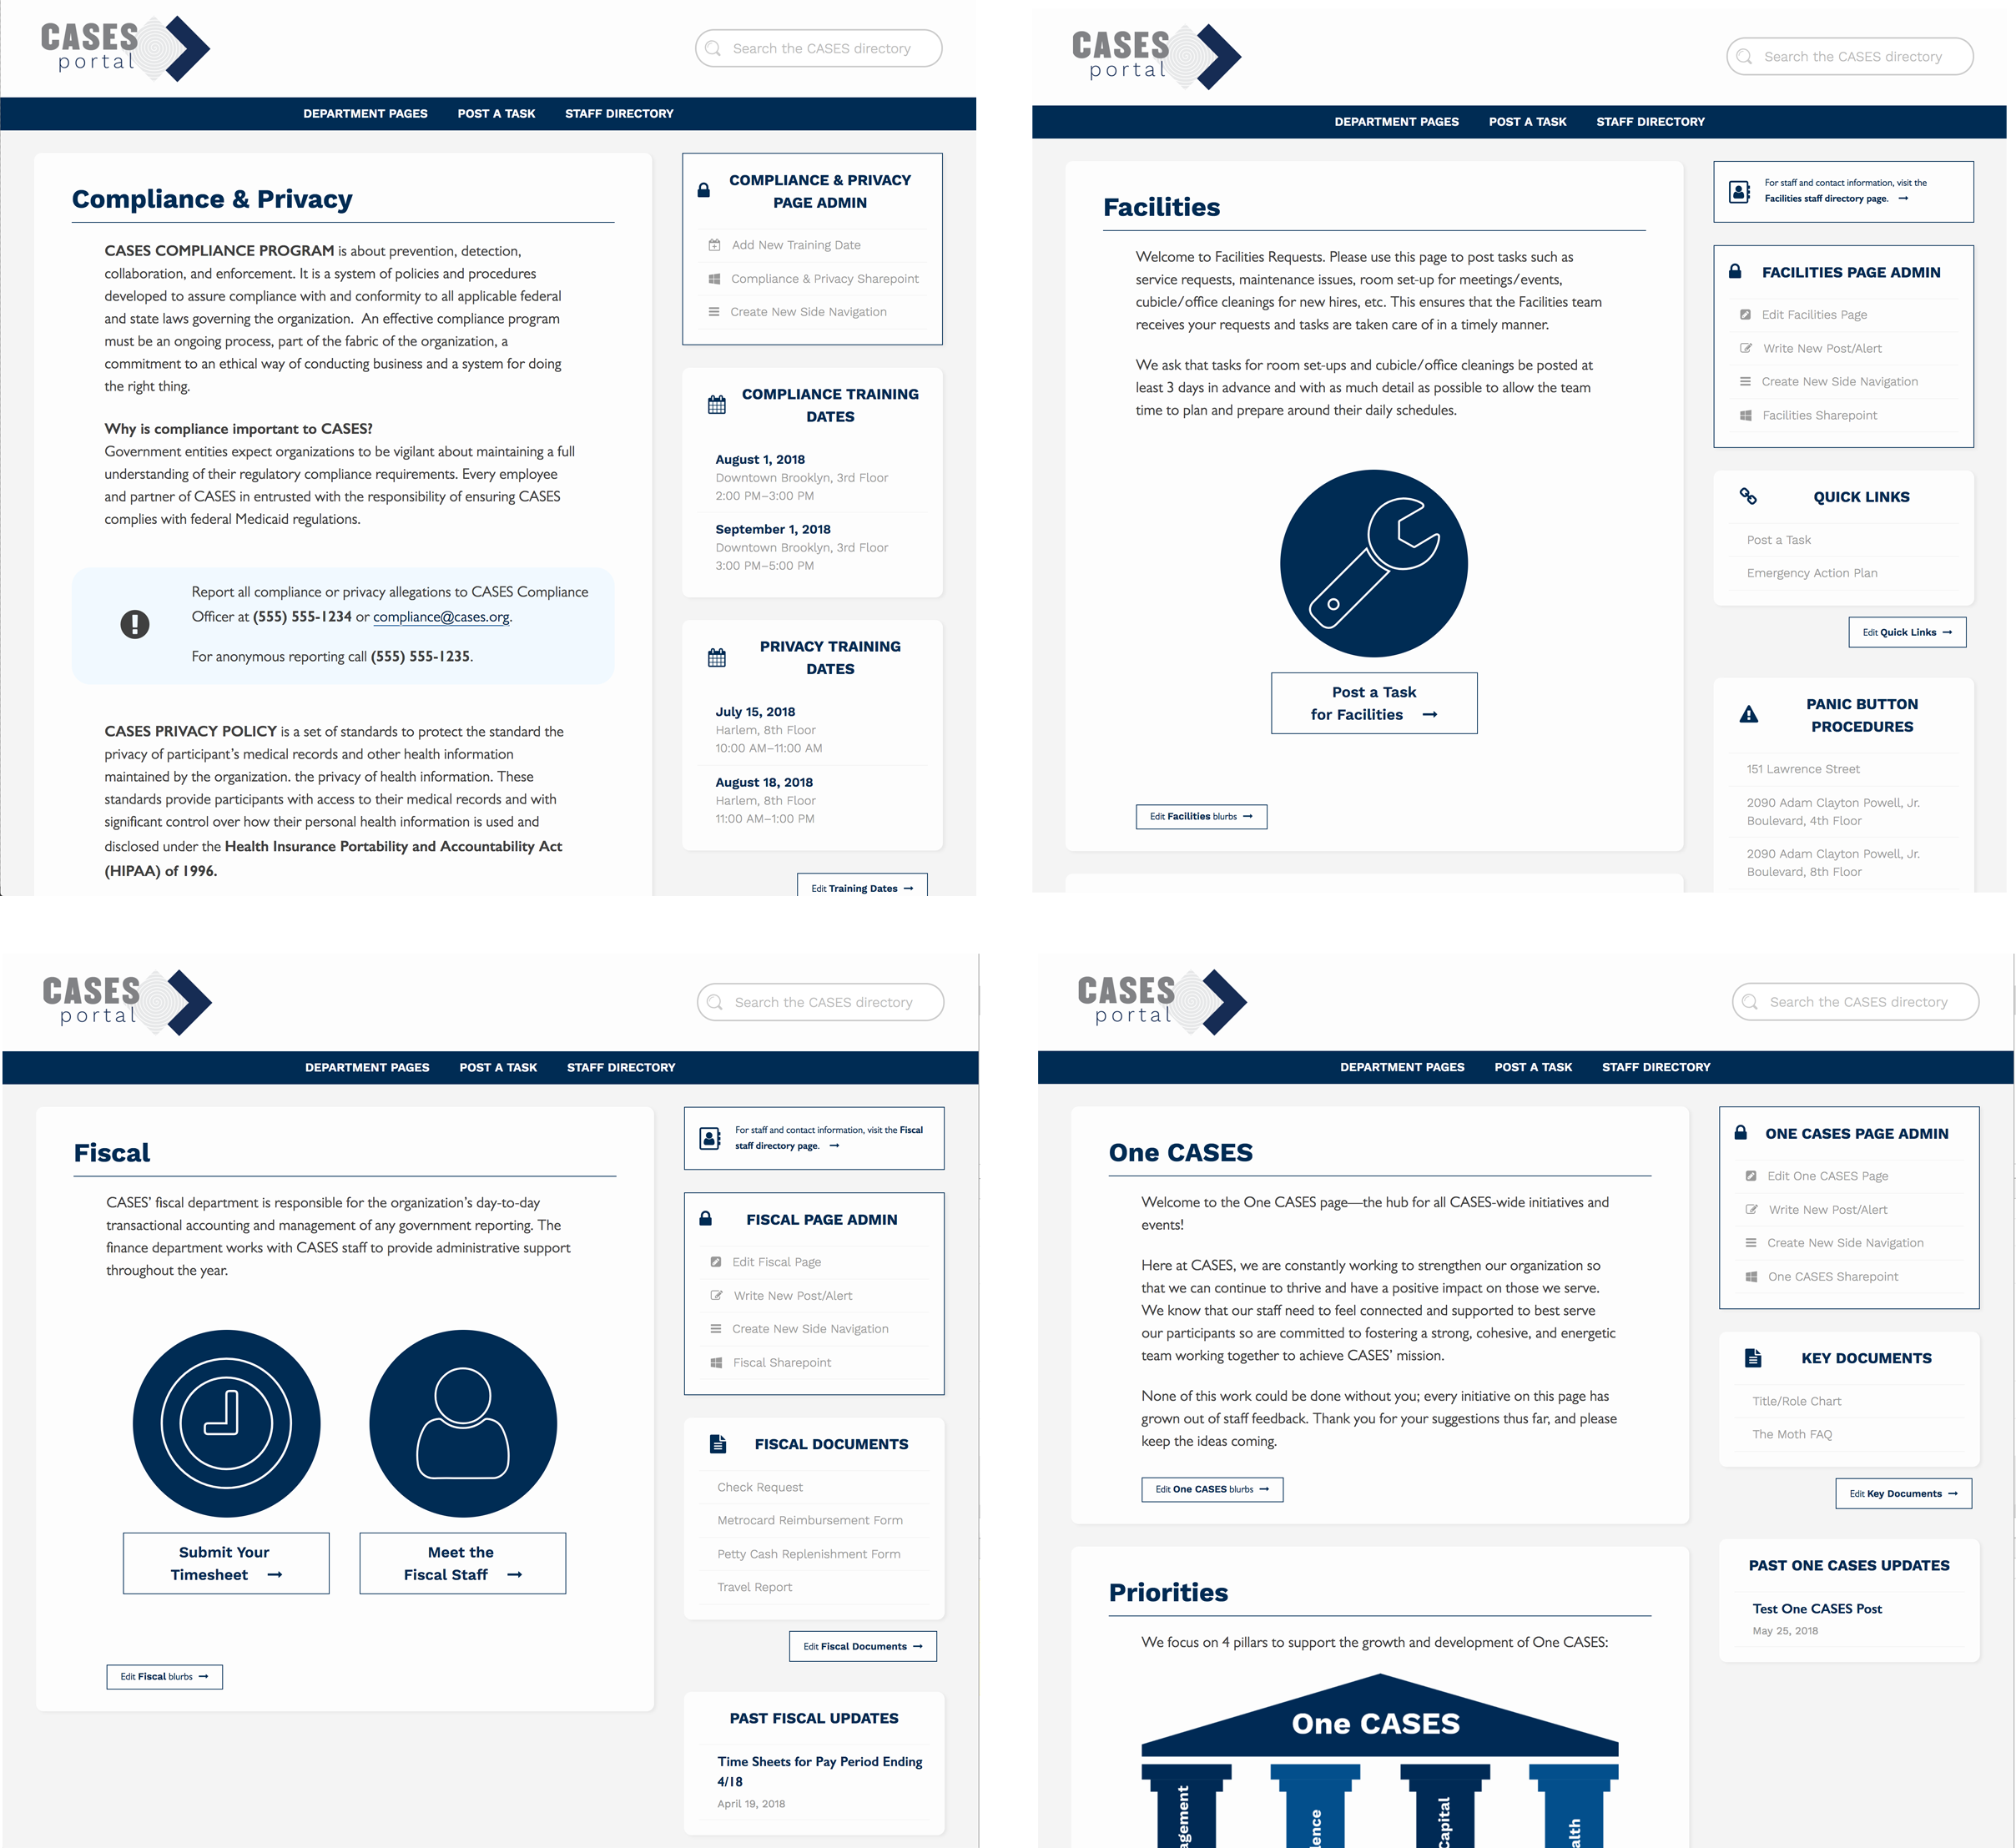 CASES
portal
Search the CASES directory
DEPARTMENT PAGES
POST A TASK
STAFF DIRECTORY
Compliance & Privacy
CASES COMPLIANCE PROGRAM is about prevention, detection,
collaboration, and enforcement. It is a system of policies and procedures
developed to assure compliance with and conformity to all applicable federal
and state laws governing the organization.  An effective compliance program
must be an ongoing process, part of the fabric of the organization, a
commitment to an ethical way of conducting business and a system for doing
the right thing.
Why is compliance important to CASES?
Government entities expect organizations to be vigilant about maintaining a full
understanding of their regulatory compliance requirements. Every employee
and partner of CASES in entrusted with the responsibility of ensuring CASES
complies with federal Medicaid regulations.
Report all compliance or privacy allegations to CASES Compliance
Officer at (555) 555-1234 or compliance@cases.org.
For anonymous reporting call (555) 555-1235.
CASES PRIVACY POLICY is a set of standards to protect the standard the
privacy of participant's medical records and other health information
maintained by the organization. the privacy of health information. These
standards provide participants with access to their medical records and with
significant control over how their personal health information is used and
disclosed under the Health Insurance Portability and Accountability Act
(HIPAA) of 1996.
COMPLIANCE & PRIVACY
PAGE ADMIN
Add New Training Date
Compliance & Privacy Sharepoint
Create New Side Navigation
COMPLIANCE TRAINING
DATES
August 1, 2018
Downtown Brooklyn, 3rd Floor
2:00 PM–3:00 PM
September 1, 2018
Downtown Brooklyn, 3rd Floor
3:00 PM–5:00 PM
PRIVACY TRAINING
DATES
July 15, 2018
Harlem, 8th Floor
10:00 AM–11:00 AM
August 18, 2018
Harlem, 8th Floor
11:00 AM–1:00 PM
Edit Training Dates →
CASES
portal
Search the CASES directory
DEPARTMENT PAGES
POST A TASK
STAFF DIRECTORY
Facilities
Welcome to Facilities Requests. Please use this page to post tasks such as
service requests, maintenance issues, room set-up for meetings/events,
cubicle/office cleanings for new hires, etc. This ensures that the Facilities team
receives your requests and tasks are taken care of in a timely manner.
We ask that tasks for room set-ups and cubicle/office cleanings be posted at
least 3 days in advance and with as much detail as possible to allow the team
time to plan and prepare around their daily schedules.
Post a Task
for Facilities →
Edit Facilities blurbs →
For staff and contact information, visit the
Facilities staff directory page. →
FACILITIES PAGE ADMIN
Edit Facilities Page
Write New Post/Alert
Create New Side Navigation
Facilities Sharepoint
QUICK LINKS
Post a Task
Emergency Action Plan
Edit Quick Links →
PANIC BUTTON
PROCEDURES
151 Lawrence Street
2090 Adam Clayton Powell, Jr.
Boulevard, 4th Floor
2090 Adam Clayton Powell, Jr.
Boulevard, 8th Floor
CASES
portal
Search the CASES directory
DEPARTMENT PAGES
POST A TASK
STAFF DIRECTORY
Fiscal
CASES' fiscal department is responsible for the organization's day-to-day
transactional accounting and management of any government reporting. The
finance department works with CASES staff to provide administrative support
throughout the year.
Submit Your
Timesheet →
Meet the
Fiscal Staff →
Edit Fiscal blurbs →
For staff and contact information, visit the Fiscal
staff directory page. →
FISCAL PAGE ADMIN
Edit Fiscal Page
Write New Post/Alert
Create New Side Navigation
Fiscal Sharepoint
FISCAL DOCUMENTS
Check Request
Metrocard Reimbursement Form
Petty Cash Replenishment Form
Travel Report
Edit Fiscal Documents →
PAST FISCAL UPDATES
Time Sheets for Pay Period Ending
4/18
April 19, 2018
CASES
portal
Search the CASES directory
DEPARTMENT PAGES
POST A TASK
STAFF DIRECTORY
One CASES
Welcome to the One CASES page—the hub for all CASES-wide initiatives and
events!
Here at CASES, we are constantly working to strengthen our organization so
that we can continue to thrive and have a positive impact on those we serve.
We know that our staff need to feel connected and supported to best serve
our participants so are committed to fostering a strong, cohesive, and energetic
team working together to achieve CASES' mission.
None of this work could be done without you; every initiative on this page has
grown out of staff feedback. Thank you for your suggestions thus far, and please
keep the ideas coming.
Edit One CASES blurbs →
Priorities
We focus on 4 pillars to support the growth and development of One CASES:
One CASES
Capital
ONE CASES PAGE ADMIN
Edit One CASES Page
Write New Post/Alert
Create New Side Navigation
One CASES Sharepoint
KEY DOCUMENTS
Title/Role Chart
The Moth FAQ
Edit Key Documents →
PAST ONE CASES UPDATES
Test One CASES Post
May 25, 2018